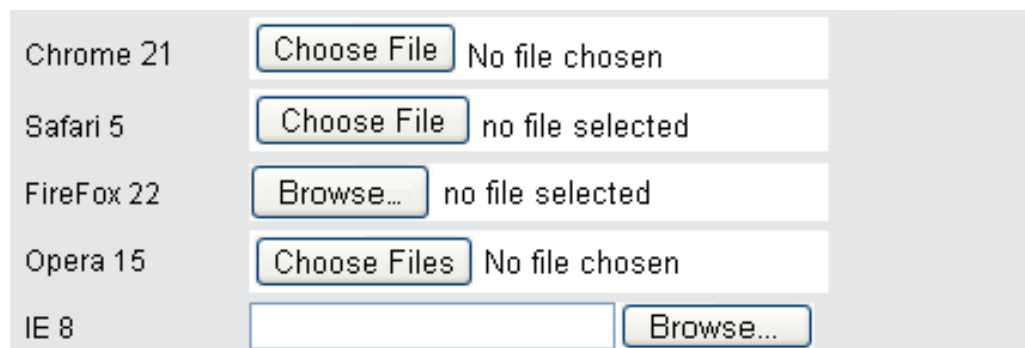 Chrome 21 Choose File No file chosen
Safari 5 Choose File no file selected
FireFox 22 Browse... no file selected
Opera 15 Choose Files No file chosen
IE 8 Browse...